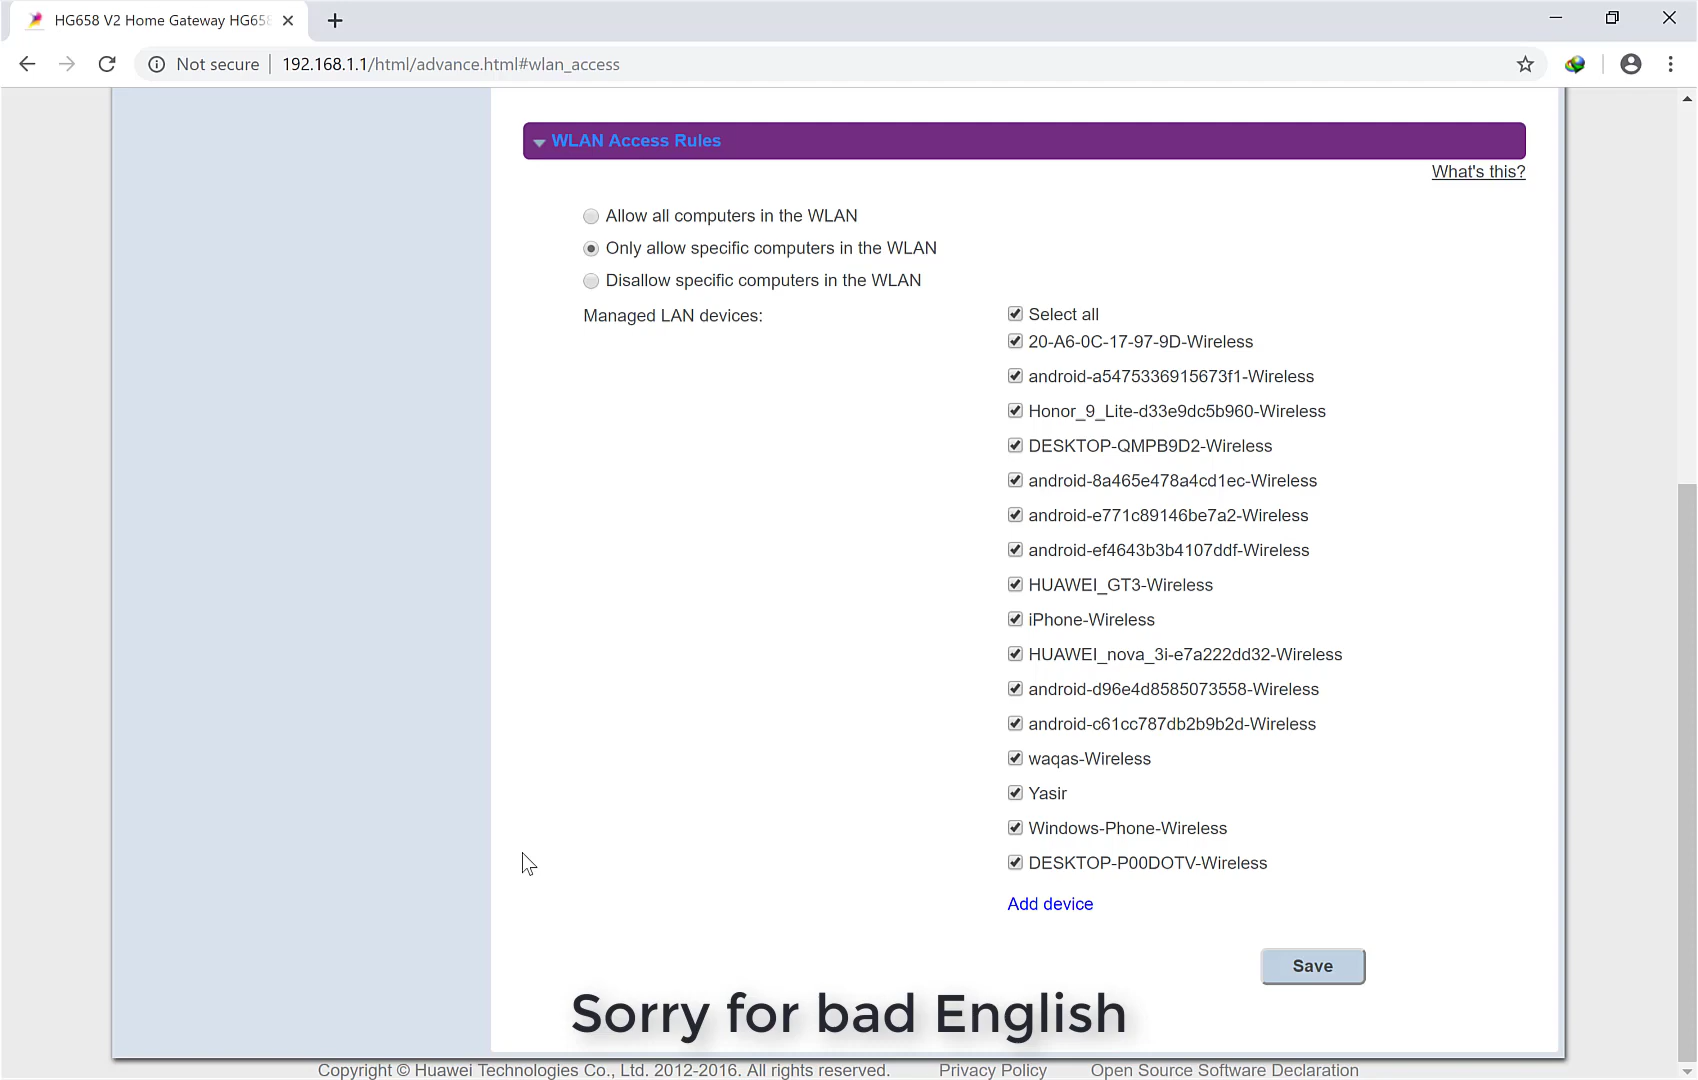 HG658 V2 Home Gateway HG658
Not secure
192.168.1.1/html/advance.html#wlan_access
WLAN Access Rules
What's this?
Allow all computers in the WLAN
Only allow specific computers in the WLAN
Disallow specific computers in the WLAN
Managed LAN devices:
Select all
20-A6-0C-17-97-9D-Wireless
android-a5475336915673f1-Wireless
Honor_9_Lite-d33e9dc5b960-Wireless
DESKTOP-QMPB9D2-Wireless
android-8a465e478a4cd1ec-Wireless
android-e771c89146be7a2-Wireless
android-ef4643b3b4107ddf-Wireless
HUAWEI_GT3-Wireless
iPhone-Wireless
HUAWEI_nova_3i-e7a222dd32-Wireless
android-d96e4d8585073558-Wireless
android-c61cc787db2b9b2d-Wireless
waqas-Wireless
Yasir
Windows-Phone-Wireless
DESKTOP-P00DOTV-Wireless
Add device
Save
Sorry for bad English
Copyright © Huawei Technologies Co., Ltd. 2012-2016. All rights reserved. Privacy Policy Open Source Software Declaration